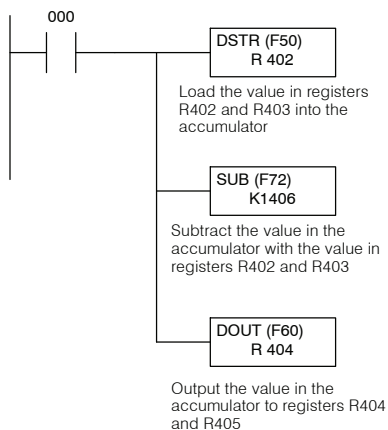 000
DSTR (F50)
R 402
Load the value in registers
R402 and R403 into the
accumulator
SUB (F72)
K1406
Subtract the value in the
accumulator with the value in
registers R402 and R403
DOUT (F60)
R 404
Output the value in the
accumulator to registers R404
and R405